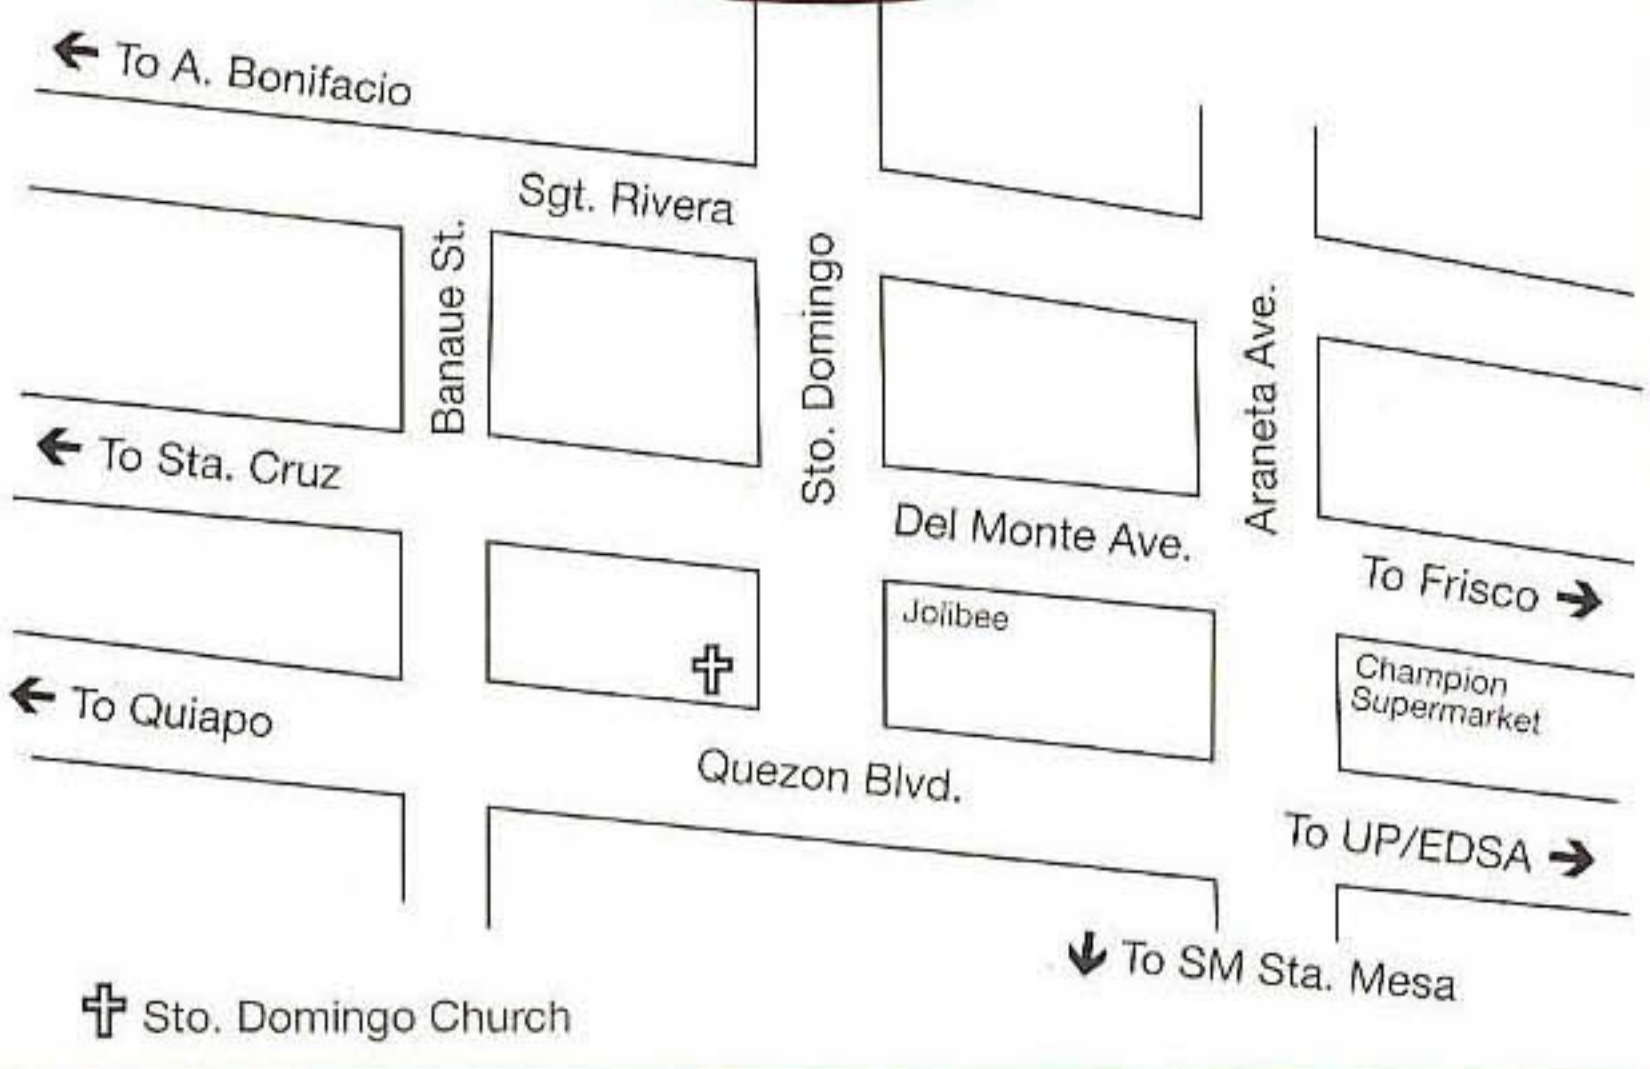 ← To A. Bonifacio
Sgt. Rivera
Banaue St.
Sto. Domingo
Araneta Ave.
← To Sta. Cruz
Del Monte Ave.
To Frisco →
Jolibee
Champion
Supermarket
← To Quiapo
Quezon Blvd.
To UP/EDSA →
↓ To SM Sta. Mesa
Sto. Domingo Church